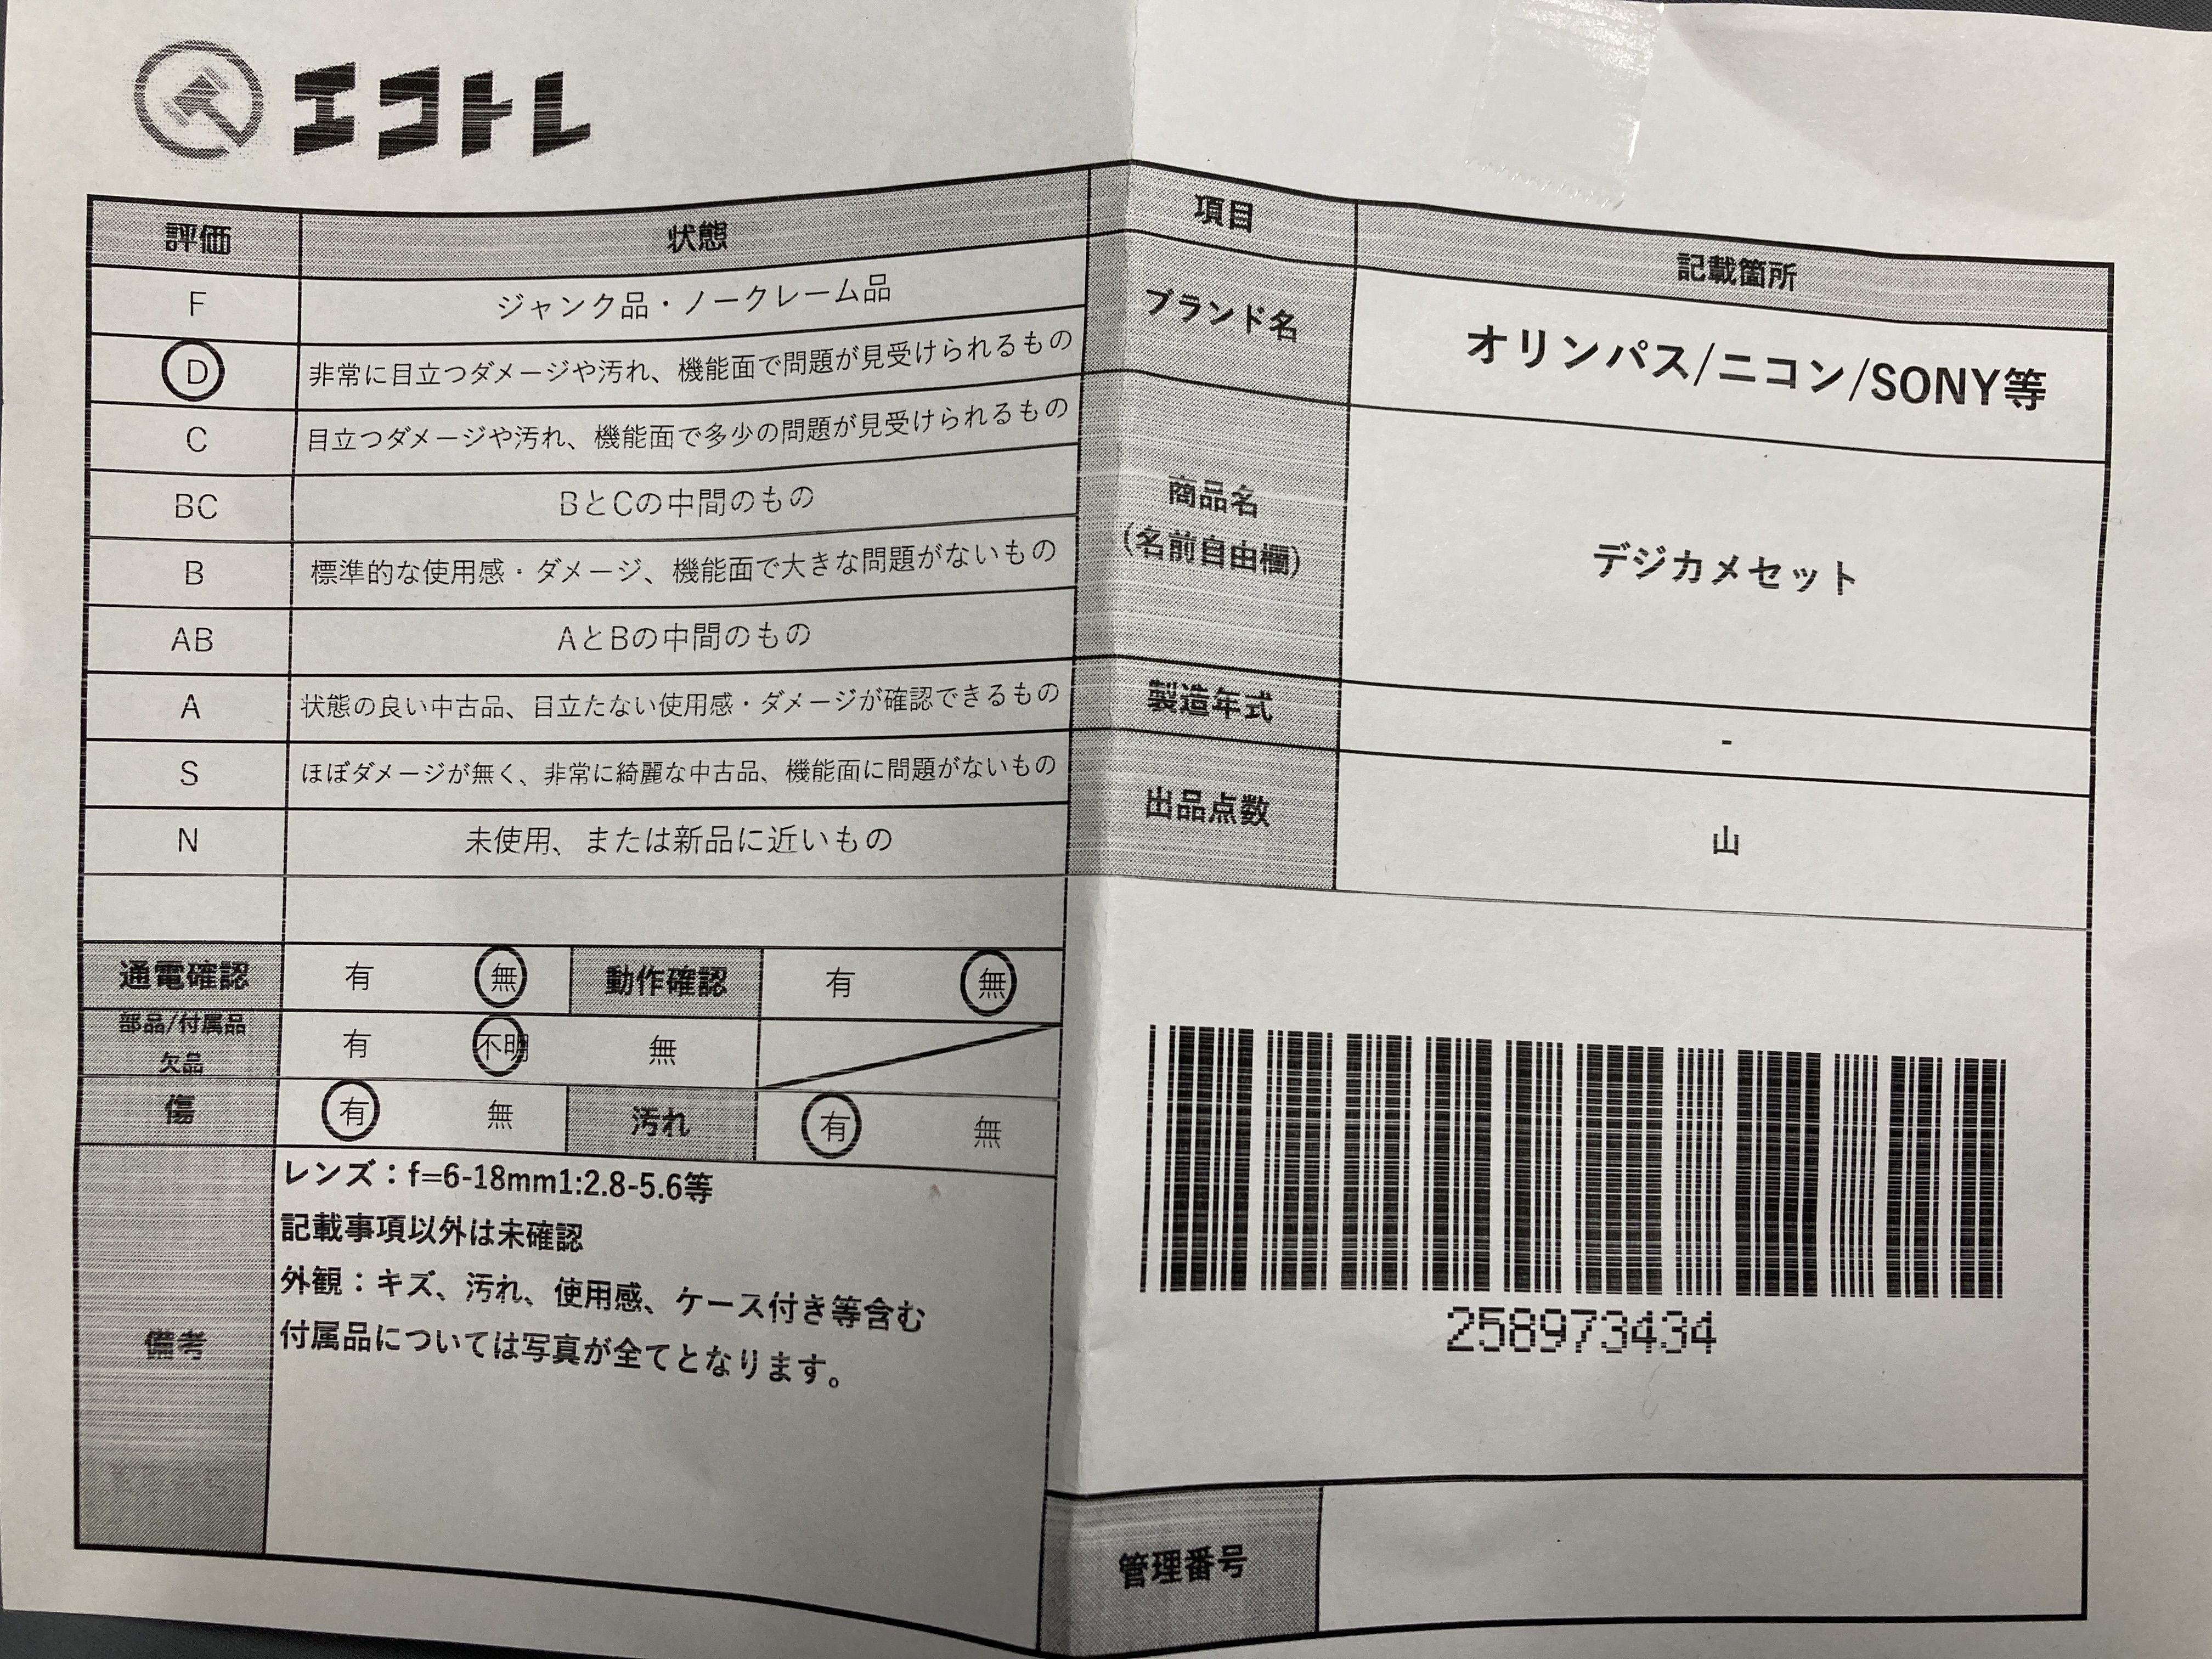 エコトレ
評価 状態
F ジャンク品・ノークレーム品
D 非常に目立つダメージや汚れ、機能面で問題が見受けられるもの
C 目立つダメージや汚れ、機能面で多少の問題が見受けられるもの
BC BとCの中間のもの
B 標準的な使用感・ダメージ、機能面で大きな問題がないもの
AB AとBの中間のもの
A 状態の良い中古品、目立たない使用感・ダメージが確認できるもの
S ほぼダメージが無く、非常に綺麗な中古品、機能面に問題がないもの
N 未使用、または新品に近いもの
通電確認 有 無 動作確認 有 無
部品/付属品
欠品 有 不明 無
傷 有 無 汚れ 有 無
備考
レンズ：f=6-18mm1:2.8-5.6等
記載事項以外は未確認
外観：キズ、汚れ、使用感、ケース付き等含む
付属品については写真が全てとなります。
項目 記載箇所
ブランド名 オリンパス/ニコン/SONY等
商品名
（名前自由欄） デジカメセット
製造年式 -
出品点数 山
258973434
管理番号